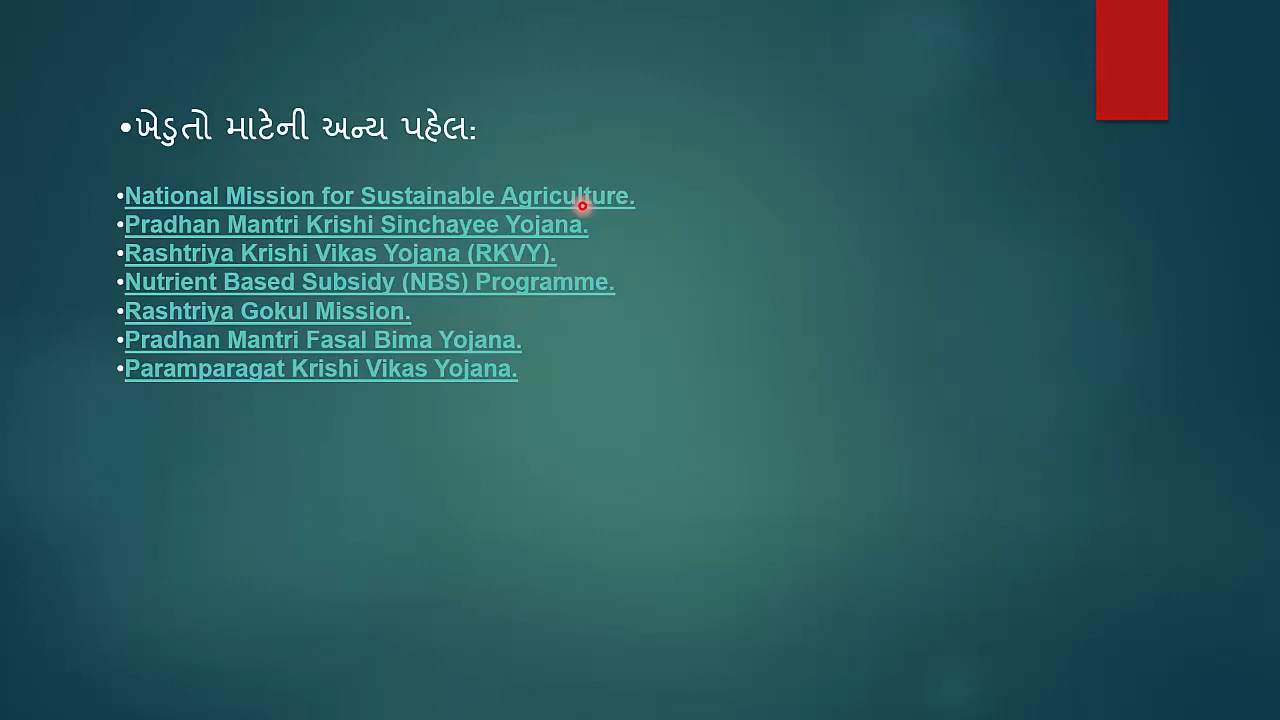 •ખેડુતો માટેની અન્ય પહેલ:
•National Mission for Sustainable Agriculture.
•Pradhan Mantri Krishi Sinchayee Yojana.
•Rashtriya Krishi Vikas Yojana (RKVY).
•Nutrient Based Subsidy (NBS) Programme.
•Rashtriya Gokul Mission.
•Pradhan Mantri Fasal Bima Yojana.
•Paramparagat Krishi Vikas Yojana.